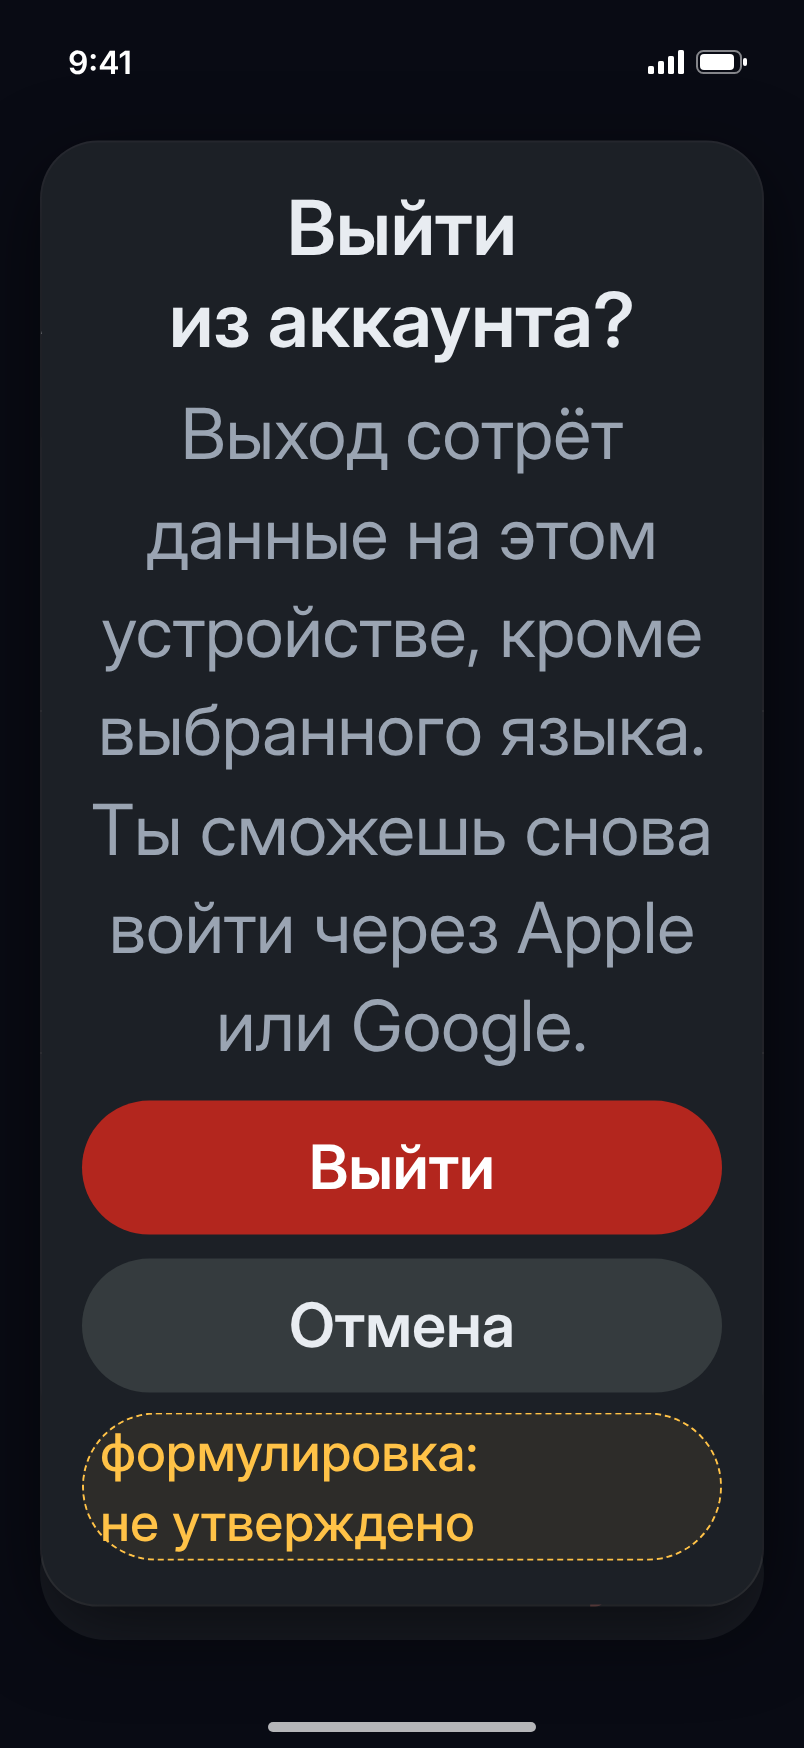 9:41
Выйти
из аккаунта?
Выход сотрёт
данные на этом
устройстве, кроме
выбранного языка.
Ты сможешь снова
войти через Apple
или Google.
Выйти
Отмена
формулировка:
не утверждено